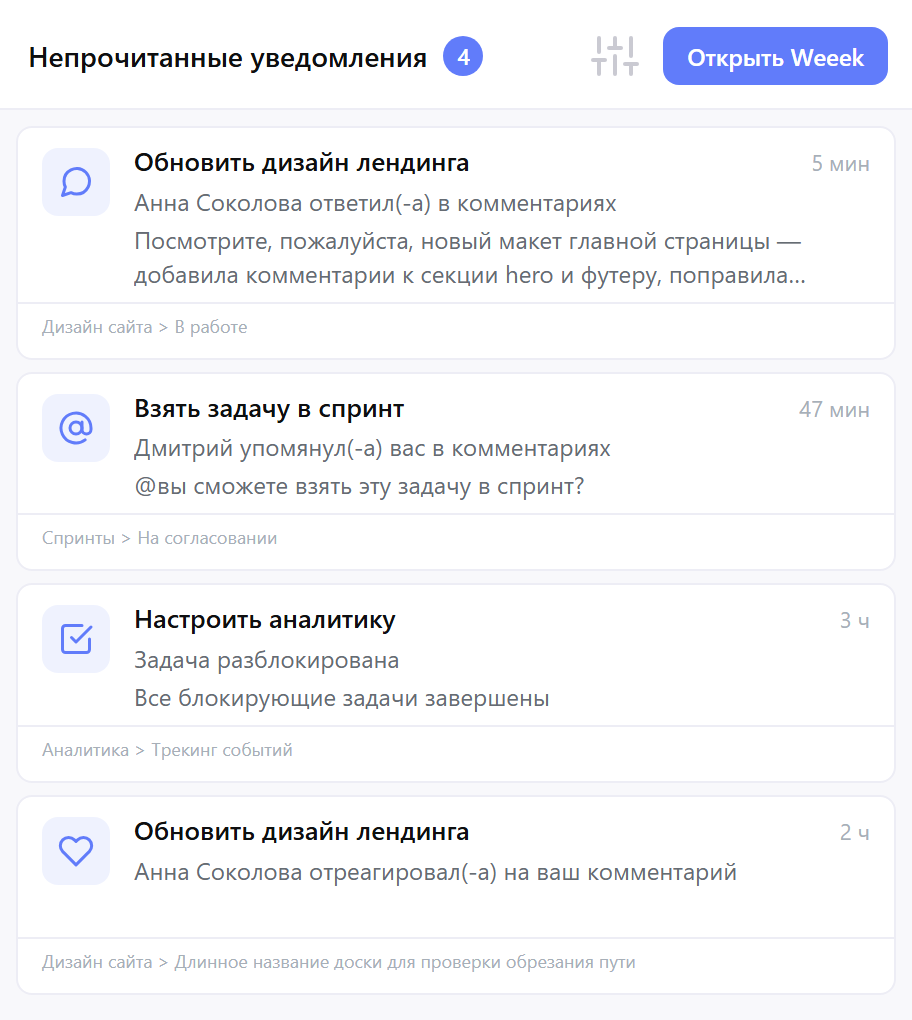 Непрочитанные уведомления 4
Открыть Weeek
Обновить дизайн лендинга 5 мин
Анна Соколова ответил(-а) в комментариях
Посмотрите, пожалуйста, новый макет главной страницы —
добавила комментарии к секции hero и футеру, поправила...
Дизайн сайта > В работе
Взять задачу в спринт 47 мин
Дмитрий упомянул(-а) вас в комментариях
@вы сможете взять эту задачу в спринт?
Спринты > На согласовании
Настроить аналитику 3 ч
Задача разблокирована
Все блокирующие задачи завершены
Аналитика > Трекинг событий
Обновить дизайн лендинга 2 ч
Анна Соколова отреагировал(-а) на ваш комментарий
Дизайн сайта > Длинное название доски для проверки обрезания пути